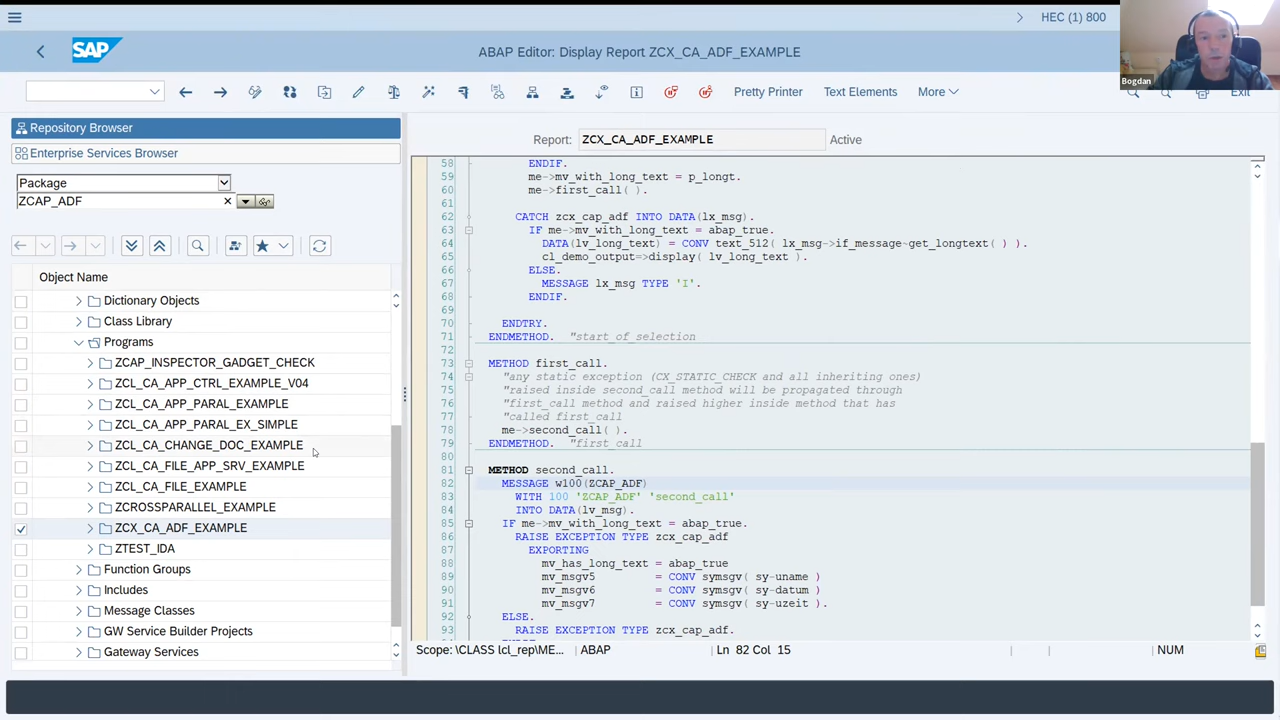 HEC (1) 800
SAP
ABAP Editor: Display Report ZCX_CA_ADF_EXAMPLE
Bogdan
Pretty Printer
Text Elements
More
Exit
Repository Browser
Enterprise Services Browser
Package
ZCAP_ADF
Object Name
Dictionary Objects
Class Library
Programs
ZCAP_INSPECTOR_GADGET_CHECK
ZCL_CA_APP_CTRL_EXAMPLE_V04
ZCL_CA_APP_PARAL_EXAMPLE
ZCL_CA_APP_PARAL_EX_SIMPLE
ZCL_CA_CHANGE_DOC_EXAMPLE
ZCL_CA_FILE_APP_SRV_EXAMPLE
ZCL_CA_FILE_EXAMPLE
ZCROSSPARALLEL_EXAMPLE
ZCX_CA_ADF_EXAMPLE
ZTEST_IDA
Function Groups
Includes
Message Classes
GW Service Builder Projects
Gateway Services
Report: ZCX_CA_ADF_EXAMPLE Active
58 ENDIF.
59 me->mv_with_long_text = p_longt.
60 me->first_call( ).
61
62 CATCH zcx_cap_adf INTO DATA(lx_msg).
63 IF me->mv_with_long_text = abap_true.
64 DATA(lv_long_text) = CONV text_512( lx_msg->if_message~get_longtext( ) ).
65 cl_demo_output=>display( lv_long_text ).
66 ELSE.
67 MESSAGE lx_msg TYPE 'I'.
68 ENDIF.
69
70 ENDTRY.
71 ENDMETHOD. "start_of_selection
72
73 METHOD first_call.
74 "any static exception (CX_STATIC_CHECK and all inheriting ones)
75 "raised inside second_call method will be propagated through
76 "first_call method and raised higher inside method that has
77 "called first_call
78 me->second_call( ).
79 ENDMETHOD. "first_call
80
81 METHOD second_call.
82 MESSAGE w100(ZCAP_ADF)
83 WITH 100 'ZCAP_ADF' 'second_call'
84 INTO DATA(lv_msg).
85 IF me->mv_with_long_text = abap_true.
86 RAISE EXCEPTION TYPE zcx_cap_adf
87 EXPORTING
88 mv_has_long_text = abap_true
89 mv_msgv5 = CONV symsgv( sy-uname )
90 mv_msgv6 = CONV symsgv( sy-datum )
91 mv_msgv7 = CONV symsgv( sy-uzeit ).
92 ELSE.
93 RAISE EXCEPTION TYPE zcx_cap_adf.
Scope: \CLASS lcl_rep\ME... ABAP Ln 82 Col 15 NUM